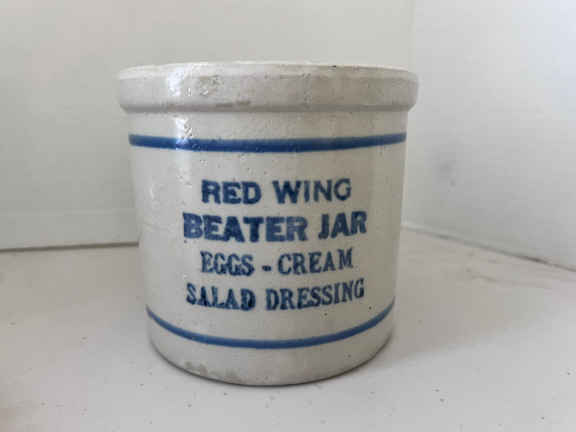 RED WING
BEATER JAR
EGGS - CREAM
SALAD DRESSING